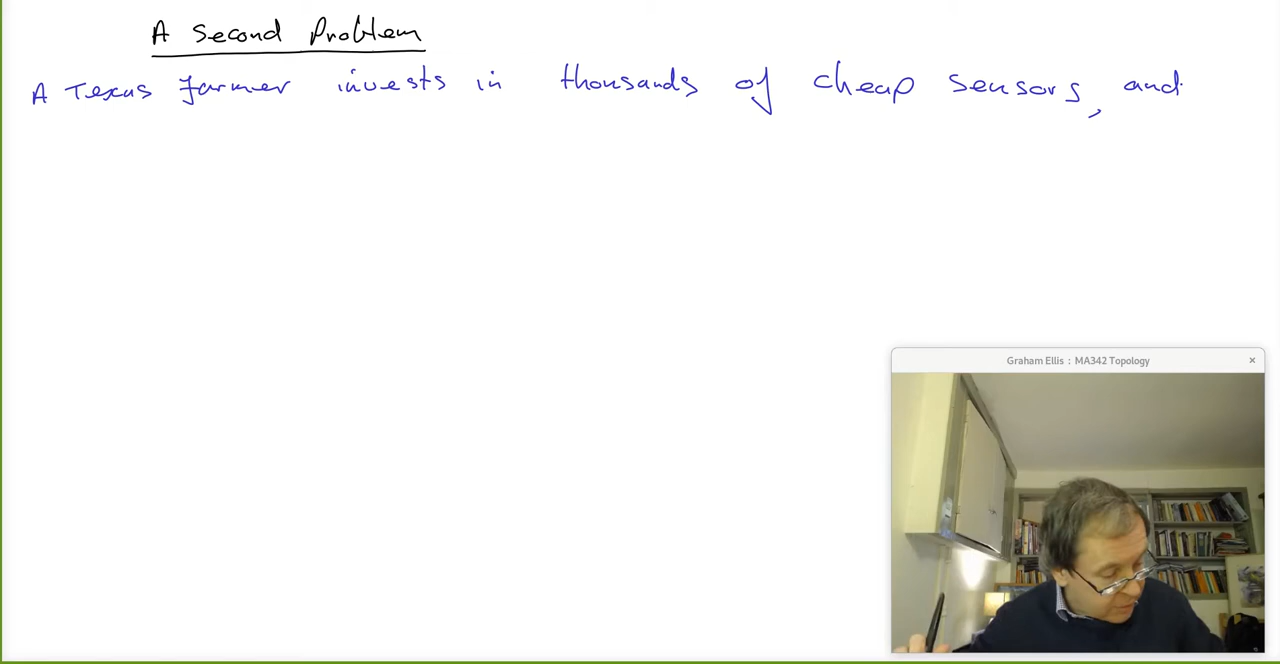 A Second Problem
A Texas farmer invests in thousands of cheap sensors, and
Graham Ellis : MA342 Topology